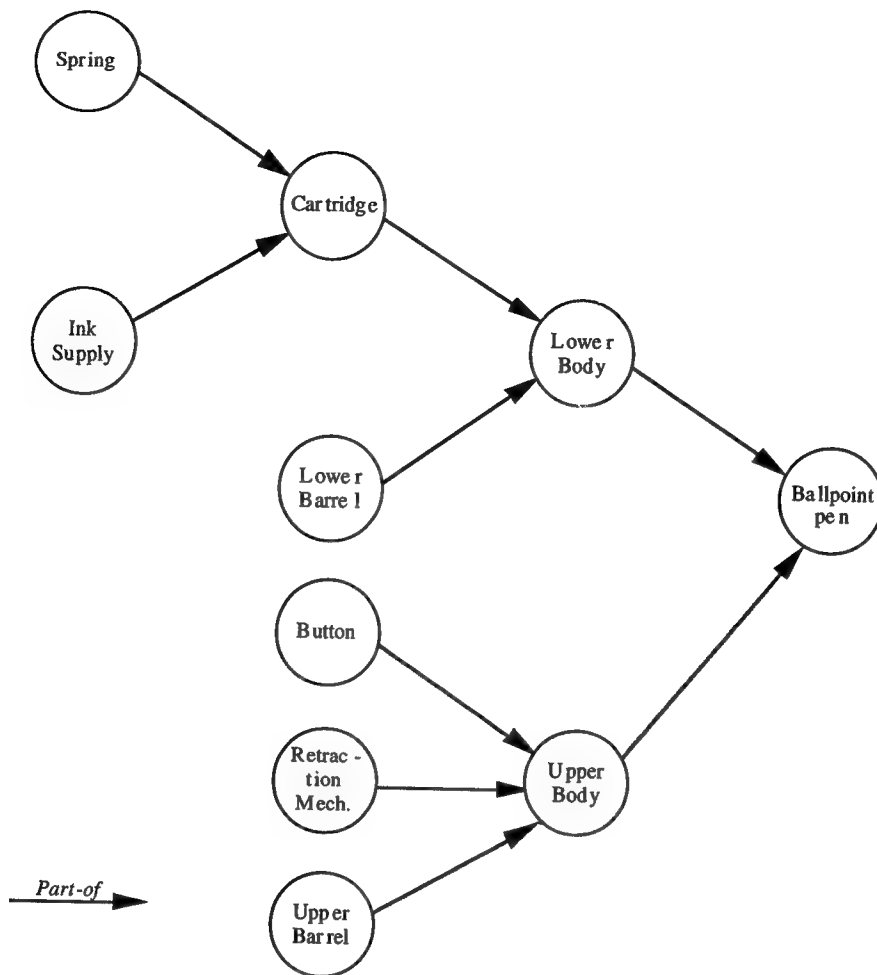 Spring
Cartridge
Ink
Supply
Lower
Body
Lower
Barrel
Ballpoint
pen
Button
Retrac -
tion
Mech.
Upper
Body
Part-of
Upper
Barrel